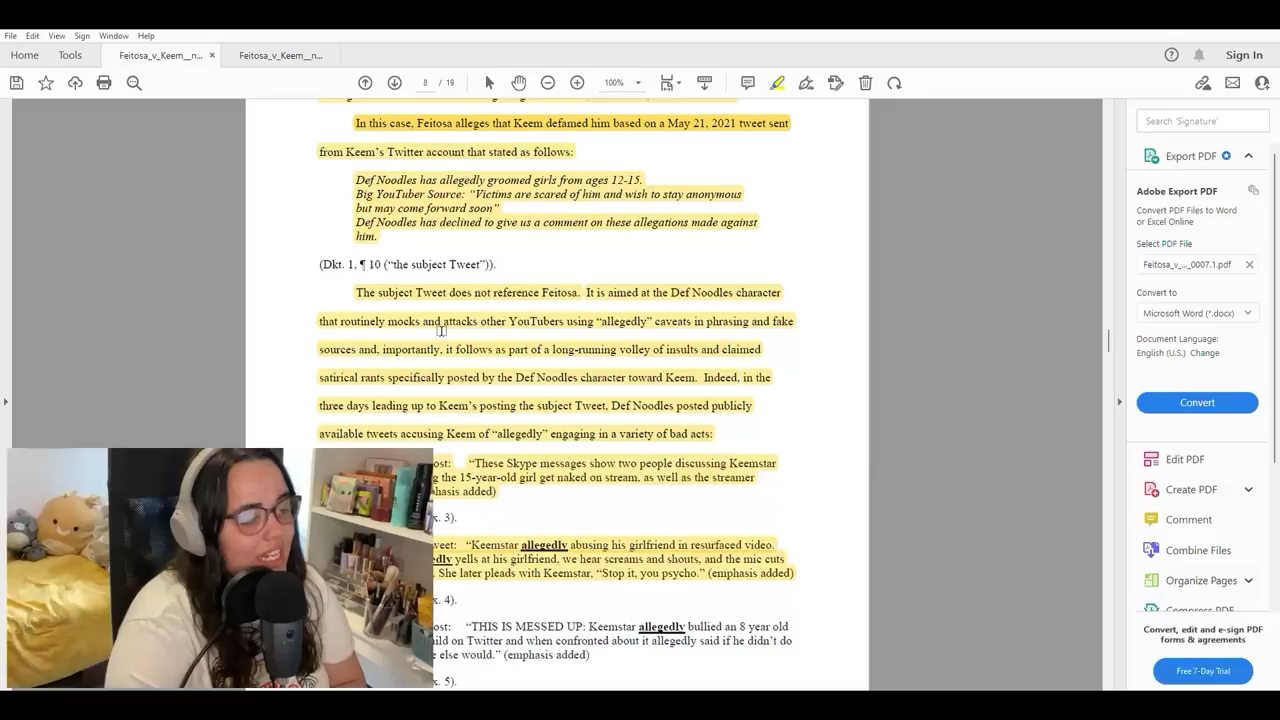 File Edit View Sign Window Help
Home Tools Feitosa_v_Keem__n... × Feitosa_v_Keem__n... Sign In
8 / 19 100%
In this case, Feitosa alleges that Keem defamed him based on a May 21, 2021 tweet sent
from Keem's Twitter account that stated as follows:
Def Noodles has allegedly groomed girls from ages 12-15.
Big YouTuber Source: “Victims are scared of him and wish to stay anonymous
but may come forward soon”
Def Noodles has declined to give us a comment on these allegations made against
him.
(Dkt. 1, ¶ 10 (“the subject Tweet”)).
The subject Tweet does not reference Feitosa. It is aimed at the Def Noodles character
that routinely mocks and attacks other YouTubers using “allegedly” caveats in phrasing and fake
sources and, importantly, it follows as part of a long-running volley of insults and claimed
satirical rants specifically posted by the Def Noodles character toward Keem. Indeed, in the
three days leading up to Keem's posting the subject Tweet, Def Noodles posted publicly
available tweets accusing Keem of “allegedly” engaging in a variety of bad acts:
ost: “These Skype messages show two people discussing Keemstar
g the 15-year-old girl get naked on stream, as well as the streamer
phasis added)
x. 3).
weet: “Keemstar allegedly abusing his girlfriend in resurfaced video.
edly yells at his girlfriend, we hear screams and shouts, and the mic cuts
. She later pleads with Keemstar, “Stop it, you psycho.” (emphasis added)
x. 4).
ost: “THIS IS MESSED UP: Keemstar allegedly bullied an 8 year old
hild on Twitter and when confronted about it allegedly said if he didn't do
e else would.” (emphasis added)
x. 5).
Search 'Signature'
Export PDF
Adobe Export PDF
Convert PDF Files to Word
or Excel Online
Select PDF File
Feitosa_v_..._0007.1.pdf ×
Convert to
Microsoft Word (*.docx)
Document Language:
English (U.S.) Change
Convert
Edit PDF
Create PDF
Comment
Combine Files
Organize Pages
Compress PDF
Convert, edit and e-sign PDF
forms & agreements
Free 7-Day Trial